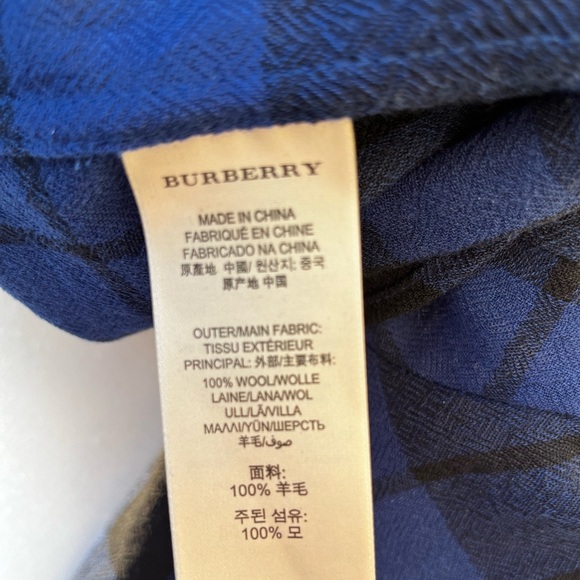 BURBERRY
MADE IN CHINA
FABRIQUÉ EN CHINE
FABRICADO NA CHINA
原產地 中國/ 원산지: 중국
原产地 中国
OUTER/MAIN FABRIC:
TISSU EXTÉRIEUR
PRINCIPAL: 外部/主要布料:
100% WOOL/WOLLE
LAINE/LANA/WOL
ULL/LÃ/VILLA
ΜΑΛΛΙ/YÜN/ШЕРСТЬ
羊毛/صوف
面料:
100% 羊毛
주된 섬유:
100% 모